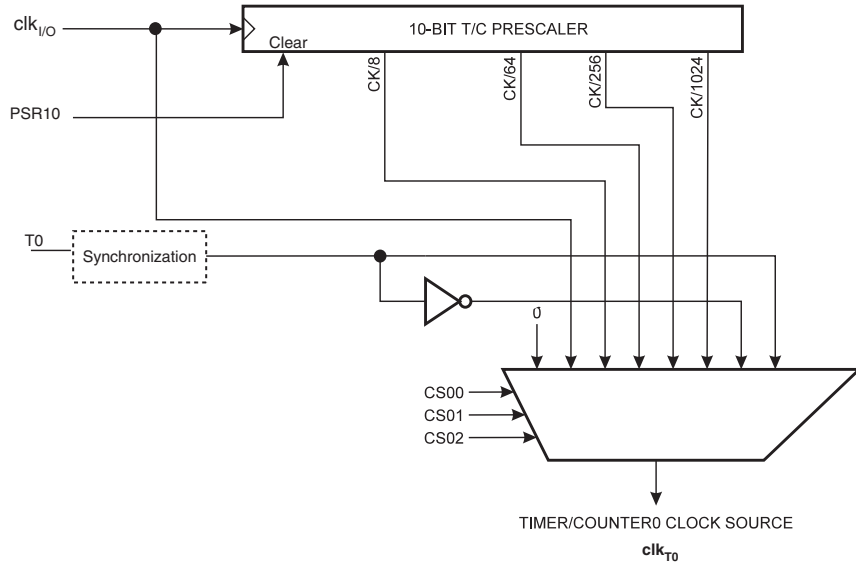 clkI/O
10-BIT T/C PRESCALER
Clear
CK/8
CK/64
CK/256
CK/1024
PSR10
T0
Synchronization
0
CS00
CS01
CS02
TIMER/COUNTER0 CLOCK SOURCE
clkT0